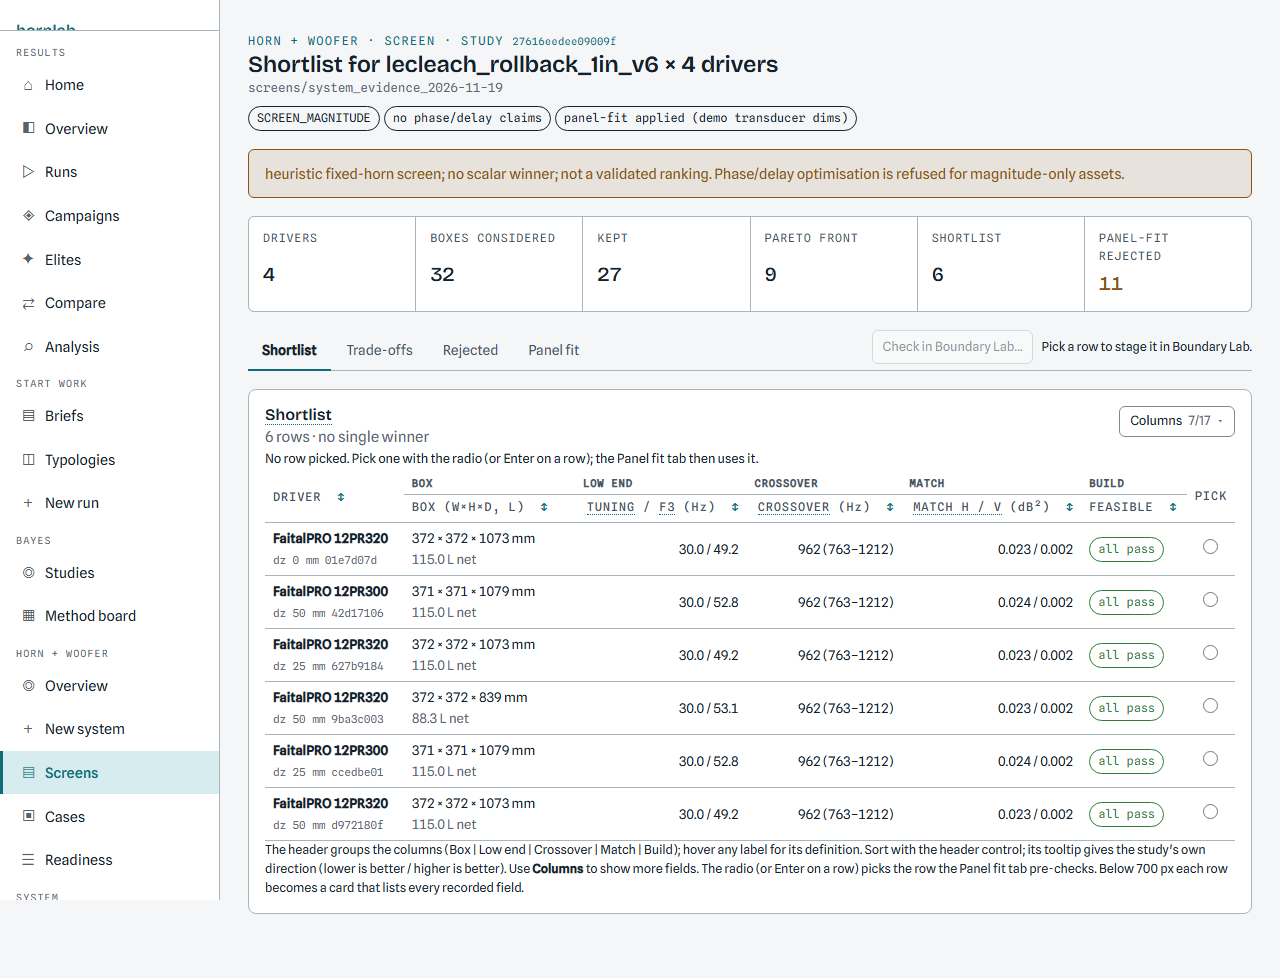 hornlab
RESULTS
Home
Overview
Runs
Campaigns
Elites
Compare
Analysis
START WORK
Briefs
Typologies
New run
BAYES
Studies
Method board
HORN + WOOFER
Overview
New system
Screens
Cases
Readiness
SYSTEM
HORN + WOOFER · SCREEN · STUDY 27616eedee09009f
Shortlist for lecleach_rollback_1in_v6 × 4 drivers
screens/system_evidence_2026-11-19
SCREEN_MAGNITUDE no phase/delay claims panel-fit applied (demo transducer dims)
heuristic fixed-horn screen; no scalar winner; not a validated ranking. Phase/delay optimisation is refused for magnitude-only assets.
DRIVERS
4
BOXES CONSIDERED
32
KEPT
27
PARETO FRONT
9
SHORTLIST
6
PANEL-FIT
REJECTED
11
Shortlist Trade-offs Rejected Panel fit Check in Boundary Lab... Pick a row to stage it in Boundary Lab.
Shortlist
6 rows · no single winner
Columns 7/17
No row picked. Pick one with the radio (or Enter on a row); the Panel fit tab then uses it.
BOX LOW END CROSSOVER MATCH BUILD
DRIVER ↕ BOX (W×H×D, L) ↕ TUNING / F3 (Hz) ↕ CROSSOVER (Hz) ↕ MATCH H / V (dB²) ↕ FEASIBLE ↕ PICK
FaitalPRO 12PR320 372 × 372 × 1073 mm 30.0 / 49.2 962 (763–1212) 0.023 / 0.002 all pass
dz 0 mm 01e7d07d 115.0 L net
FaitalPRO 12PR300 371 × 371 × 1079 mm 30.0 / 52.8 962 (763–1212) 0.024 / 0.002 all pass
dz 50 mm 42d17106 115.0 L net
FaitalPRO 12PR320 372 × 372 × 1073 mm 30.0 / 49.2 962 (763–1212) 0.023 / 0.002 all pass
dz 25 mm 627b9184 115.0 L net
FaitalPRO 12PR320 372 × 372 × 839 mm 30.0 / 53.1 962 (763–1212) 0.023 / 0.002 all pass
dz 50 mm 9ba3c003 88.3 L net
FaitalPRO 12PR300 371 × 371 × 1079 mm 30.0 / 52.8 962 (763–1212) 0.024 / 0.002 all pass
dz 25 mm ccedbe01 115.0 L net
FaitalPRO 12PR320 372 × 372 × 1073 mm 30.0 / 49.2 962 (763–1212) 0.023 / 0.002 all pass
dz 50 mm d972180f 115.0 L net
The header groups the columns (Box | Low end | Crossover | Match | Build); hover any label for its definition. Sort with the header control; its tooltip gives the study's own
direction (lower is better / higher is better). Use Columns to show more fields. The radio (or Enter on a row) picks the row the Panel fit tab pre-checks. Below 700 px each row
becomes a card that lists every recorded field.